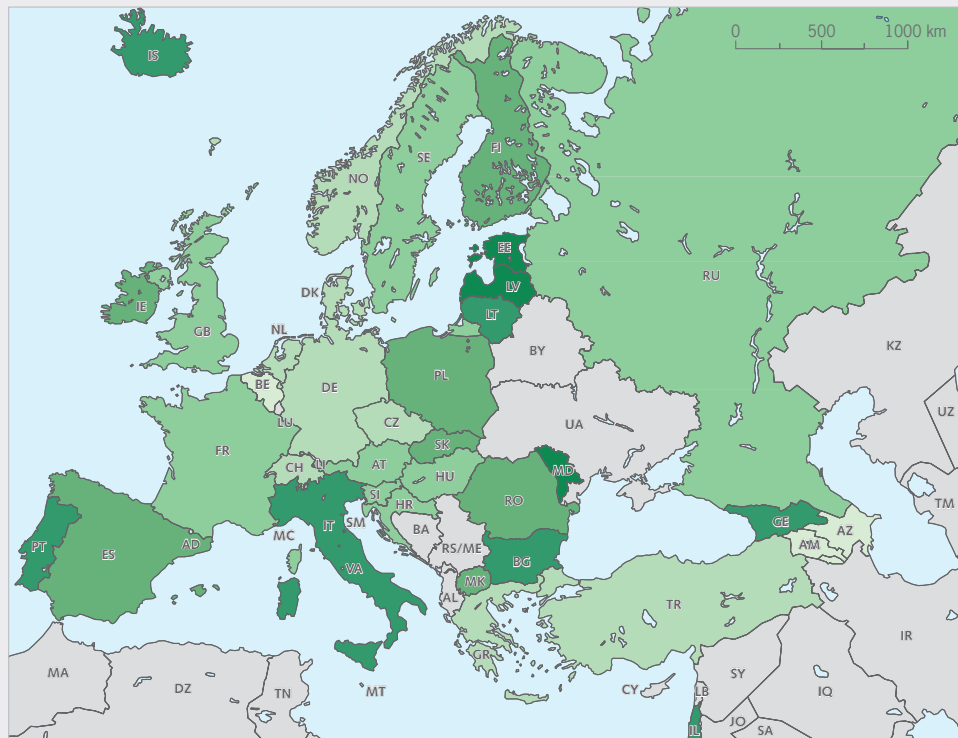 0 500 1000 km
IS
FI
SE
NO
EE
RU
LV
DK
IE
LT
GB
NL
KZ
BY
PL
BE
DE
UZ
LU
CZ
UA
SK
FR
CH
LI
AT
MD
HU
SI
RO
TM
HR
GE
IT
SM
PT
BA
AZ
MC
AD
AM
ES
RS/ME
BG
VA
MK
AL
TR
IR
GR
MA
SY
DZ
TN
MT
CY
LB
IQ
JO
IL
SA